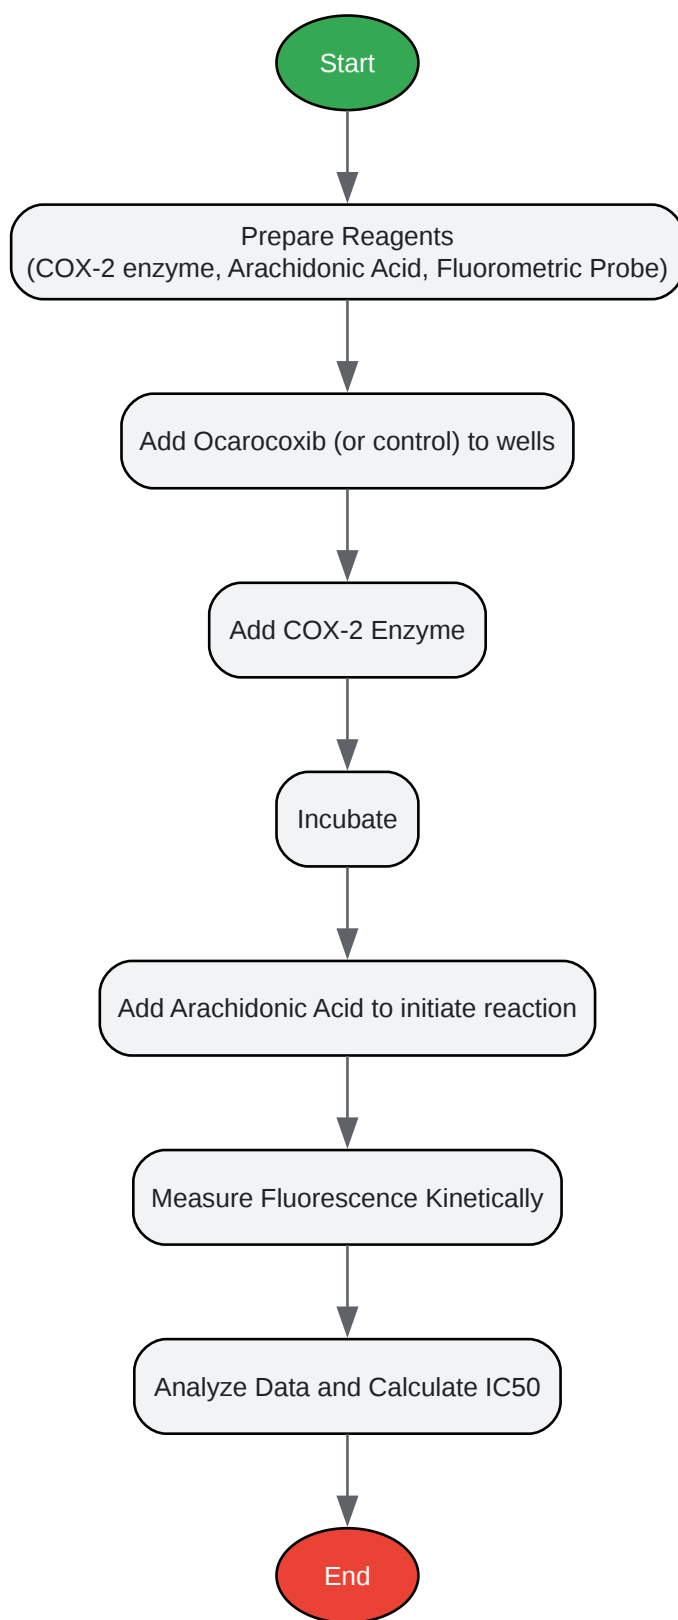 Start
Prepare Reagents
(COX-2 enzyme, Arachidonic Acid, Fluorometric Probe)
Add Ocarocoxib (or control) to wells
Add COX-2 Enzyme
Incubate
Add Arachidonic Acid to initiate reaction
Measure Fluorescence Kinetically
Analyze Data and Calculate IC50
End